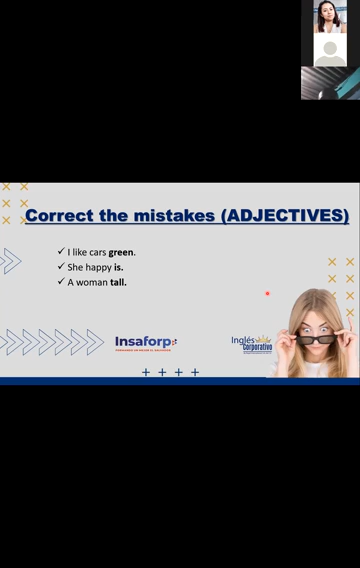 Correct the mistakes (ADJECTIVES)
✓ I like cars green.
✓ She happy is.
✓ A woman tall.
Insaforp
Inglés
Corporativo